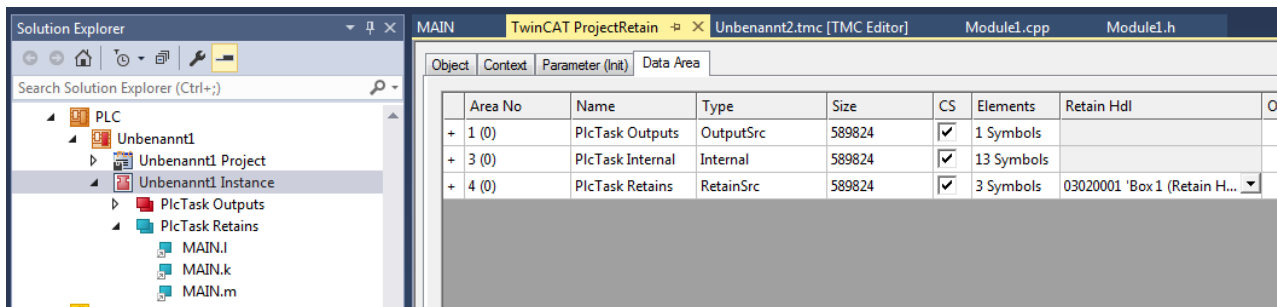 Solution Explorer
MAIN TwinCAT ProjectRetain Unbenannt2.tmc [TMC Editor] Module1.cpp Module1.h
Object Context Parameter (Init) Data Area
Search Solution Explorer (Ctrl+;)
PLC
Unbenannt1
Unbenannt1 Project
Unbenannt1 Instance
PlcTask Outputs
PlcTask Retains
MAIN.l
MAIN.k
MAIN.m
Area No Name Type Size CS Elements Retain Hdl O
+ 1 (0) PlcTask Outputs OutputSrc 589824 1 Symbols
+ 3 (0) PlcTask Internal Internal 589824 13 Symbols
+ 4 (0) PlcTask Retains RetainSrc 589824 3 Symbols 03020001 'Box 1 (Retain H...